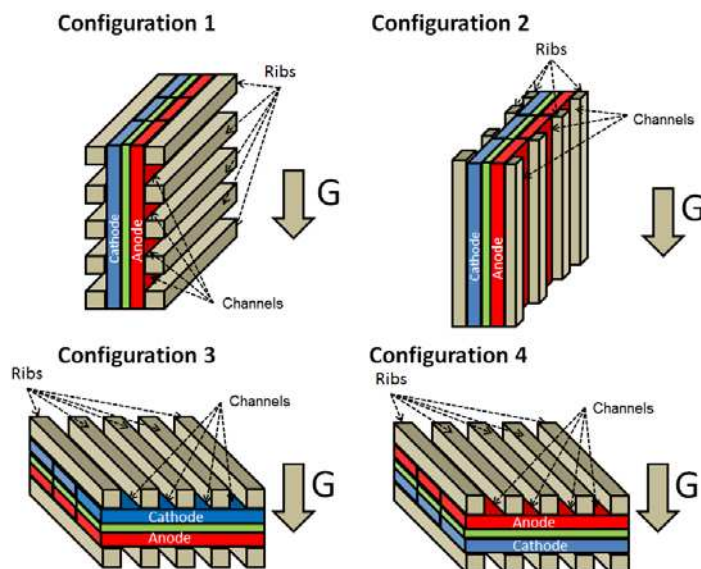 Configuration 1
Configuration 2
Ribs
Ribs
Channels
G
G
Cathode
Anode
Cathode
Anode
Channels
Configuration 3
Configuration 4
Ribs
Channels
Ribs
Channels
G
G
Cathode
Anode
Anode
Cathode